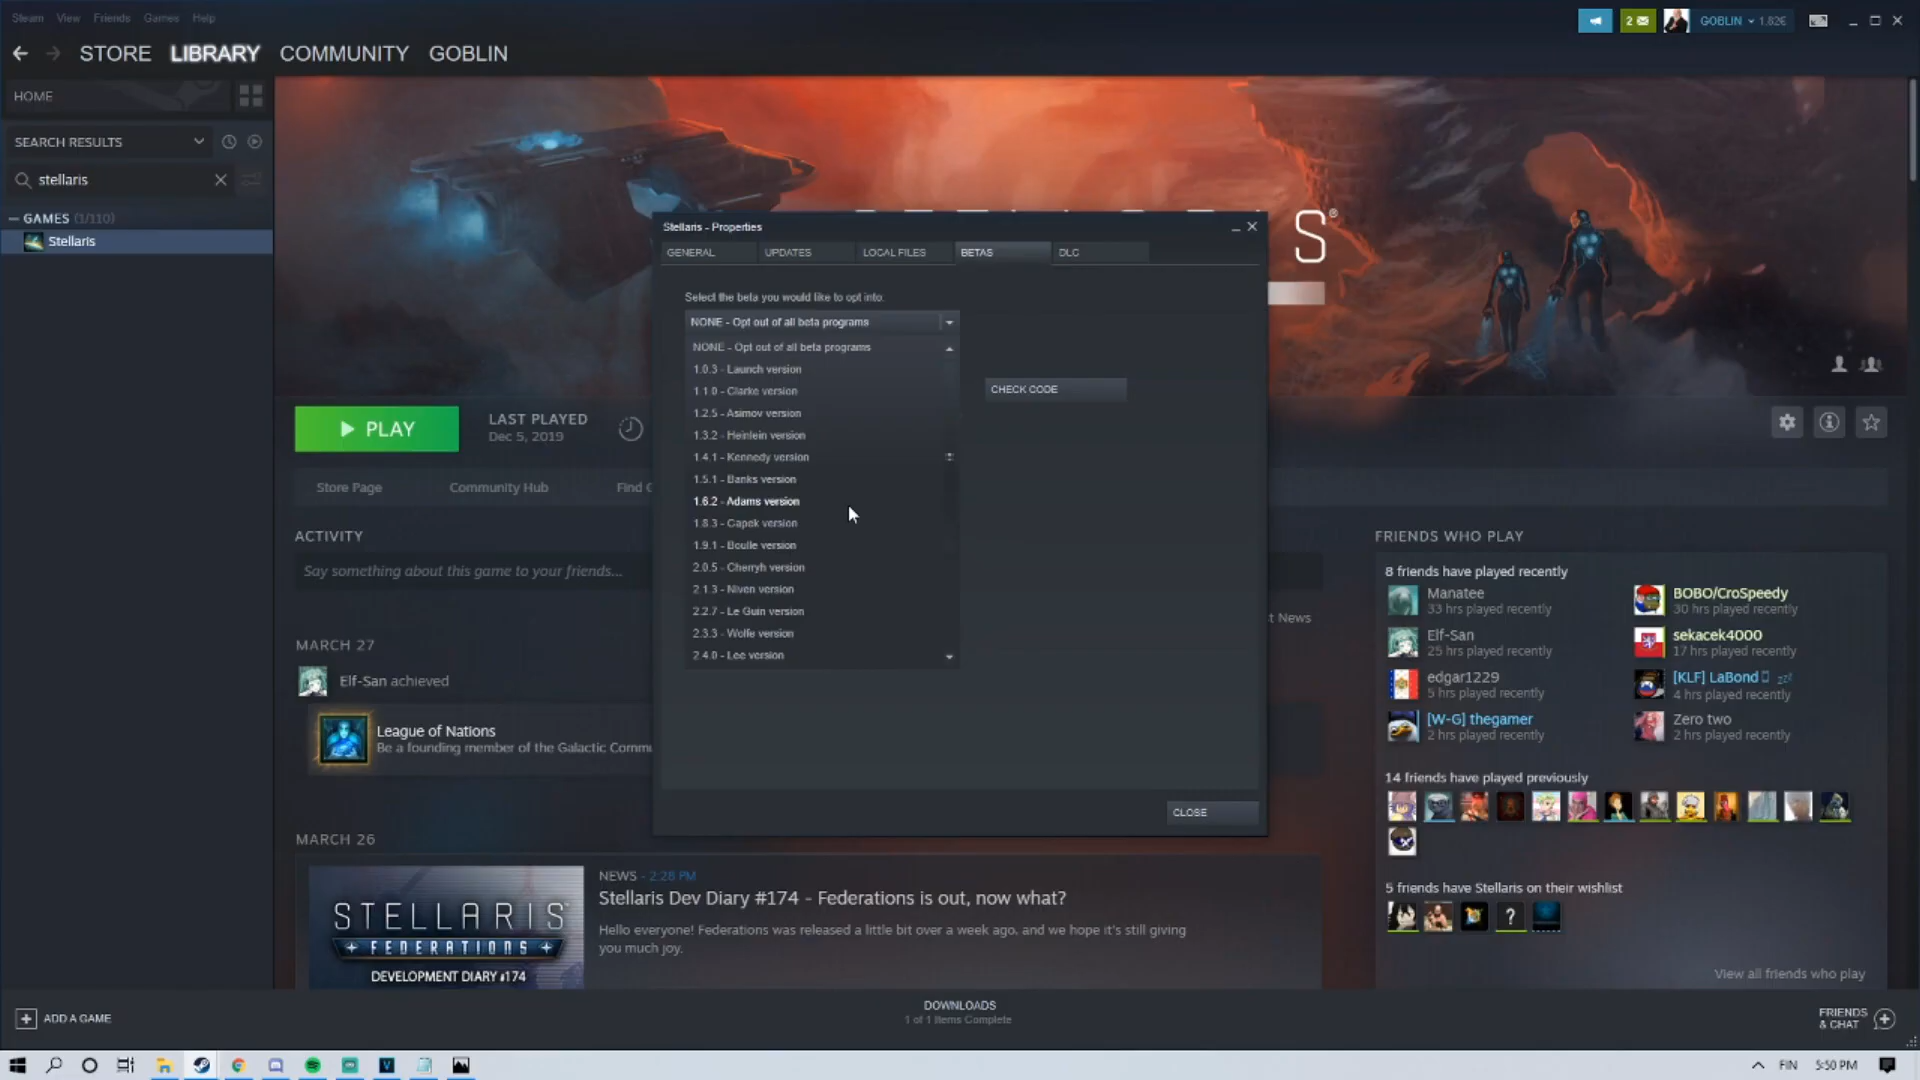 Steam View Friends Games Help
2 GOBLIN 1.82€
STORE LIBRARY COMMUNITY GOBLIN
HOME
SEARCH RESULTS
stellaris
— GAMES (1/110)
Stellaris
S®
Stellaris - Properties
GENERAL UPDATES LOCAL FILES BETAS DLC
Select the beta you would like to opt into:
NONE - Opt out of all beta programs
NONE - Opt out of all beta programs
1.0.3 - Launch version
1.1.0 - Clarke version
1.2.5 - Asimov version
1.3.2 - Heinlein version
1.4.1 - Kennedy version
1.5.1 - Banks version
1.6.2 - Adams version
1.8.3 - Capek version
1.9.1 - Boulle version
2.0.5 - Cherryh version
2.1.3 - Niven version
2.2.7 - Le Guin version
2.3.3 - Wolfe version
2.4.0 - Lee version
CHECK CODE
CLOSE
PLAY
LAST PLAYED
Dec 5, 2019
Store Page Community Hub Find
ACTIVITY
Say something about this game to your friends...
t News
MARCH 27
Elf-San achieved
League of Nations
Be a founding member of the Galactic Commu
MARCH 26
STELLARIS
FEDERATIONS
DEVELOPMENT DIARY #174
NEWS - 2:28 PM
Stellaris Dev Diary #174 - Federations is out, now what?
Hello everyone! Federations was released a little bit over a week ago, and we hope it's still giving
you much joy.
FRIENDS WHO PLAY
8 friends have played recently
Manatee
33 hrs played recently
BOBO/CroSpeedy
30 hrs played recently
Elf-San
25 hrs played recently
sekacek4000
17 hrs played recently
edgar1229
5 hrs played recently
[KLF] LaBond zzz
4 hrs played recently
[W-G] thegamer
2 hrs played recently
Zero two
2 hrs played recently
14 friends have played previously
5 friends have Stellaris on their wishlist
?
View all friends who play
ADD A GAME
DOWNLOADS
1 of 1 Items Complete
FRIENDS
& CHAT
FIN 5:50 PM